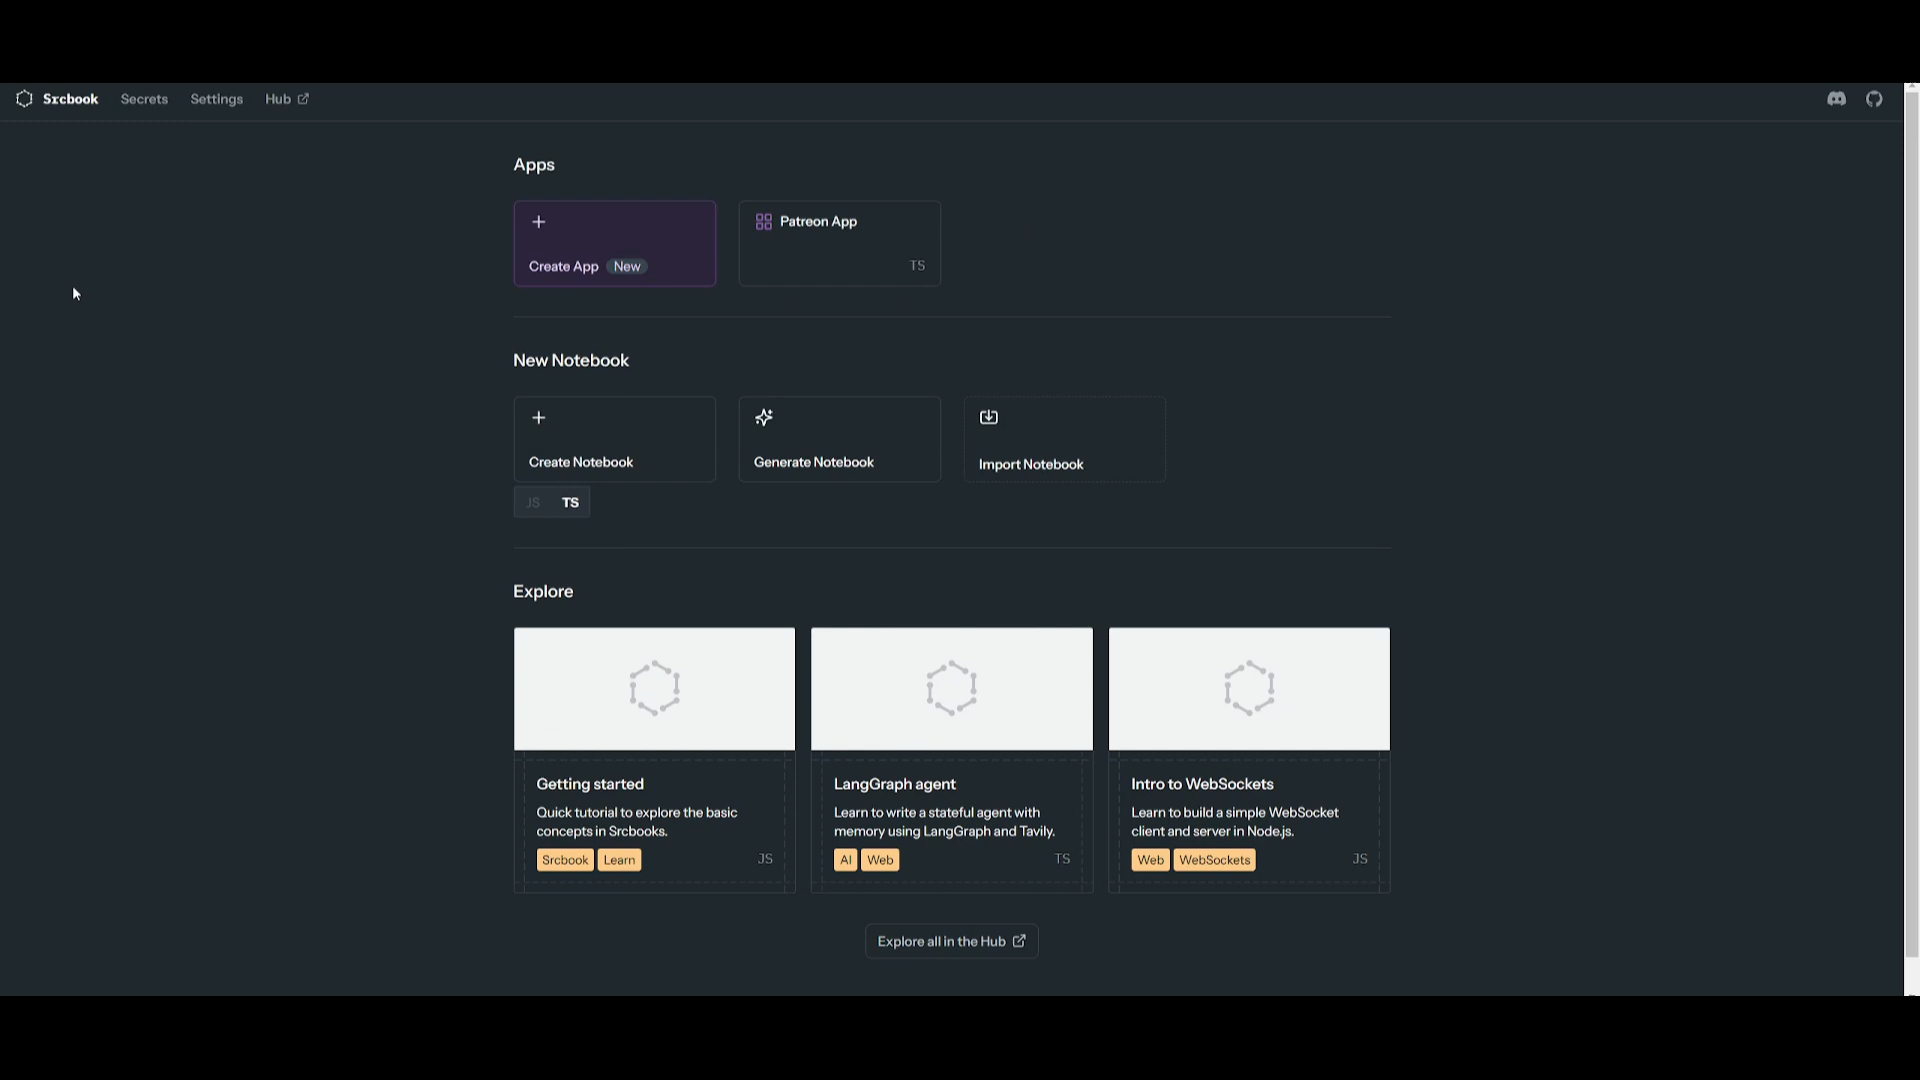 Srcbook Secrets Settings Hub
Apps
Patreon App
Create App New
TS
New Notebook
Create Notebook
Generate Notebook
Import Notebook
JS TS
Explore
Getting started
Quick tutorial to explore the basic
concepts in Srcbooks.
Srcbook Learn JS
LangGraph agent
Learn to write a stateful agent with
memory using LangGraph and Tavily.
AI Web TS
Intro to WebSockets
Learn to build a simple WebSocket
client and server in Node.js.
Web WebSockets JS
Explore all in the Hub